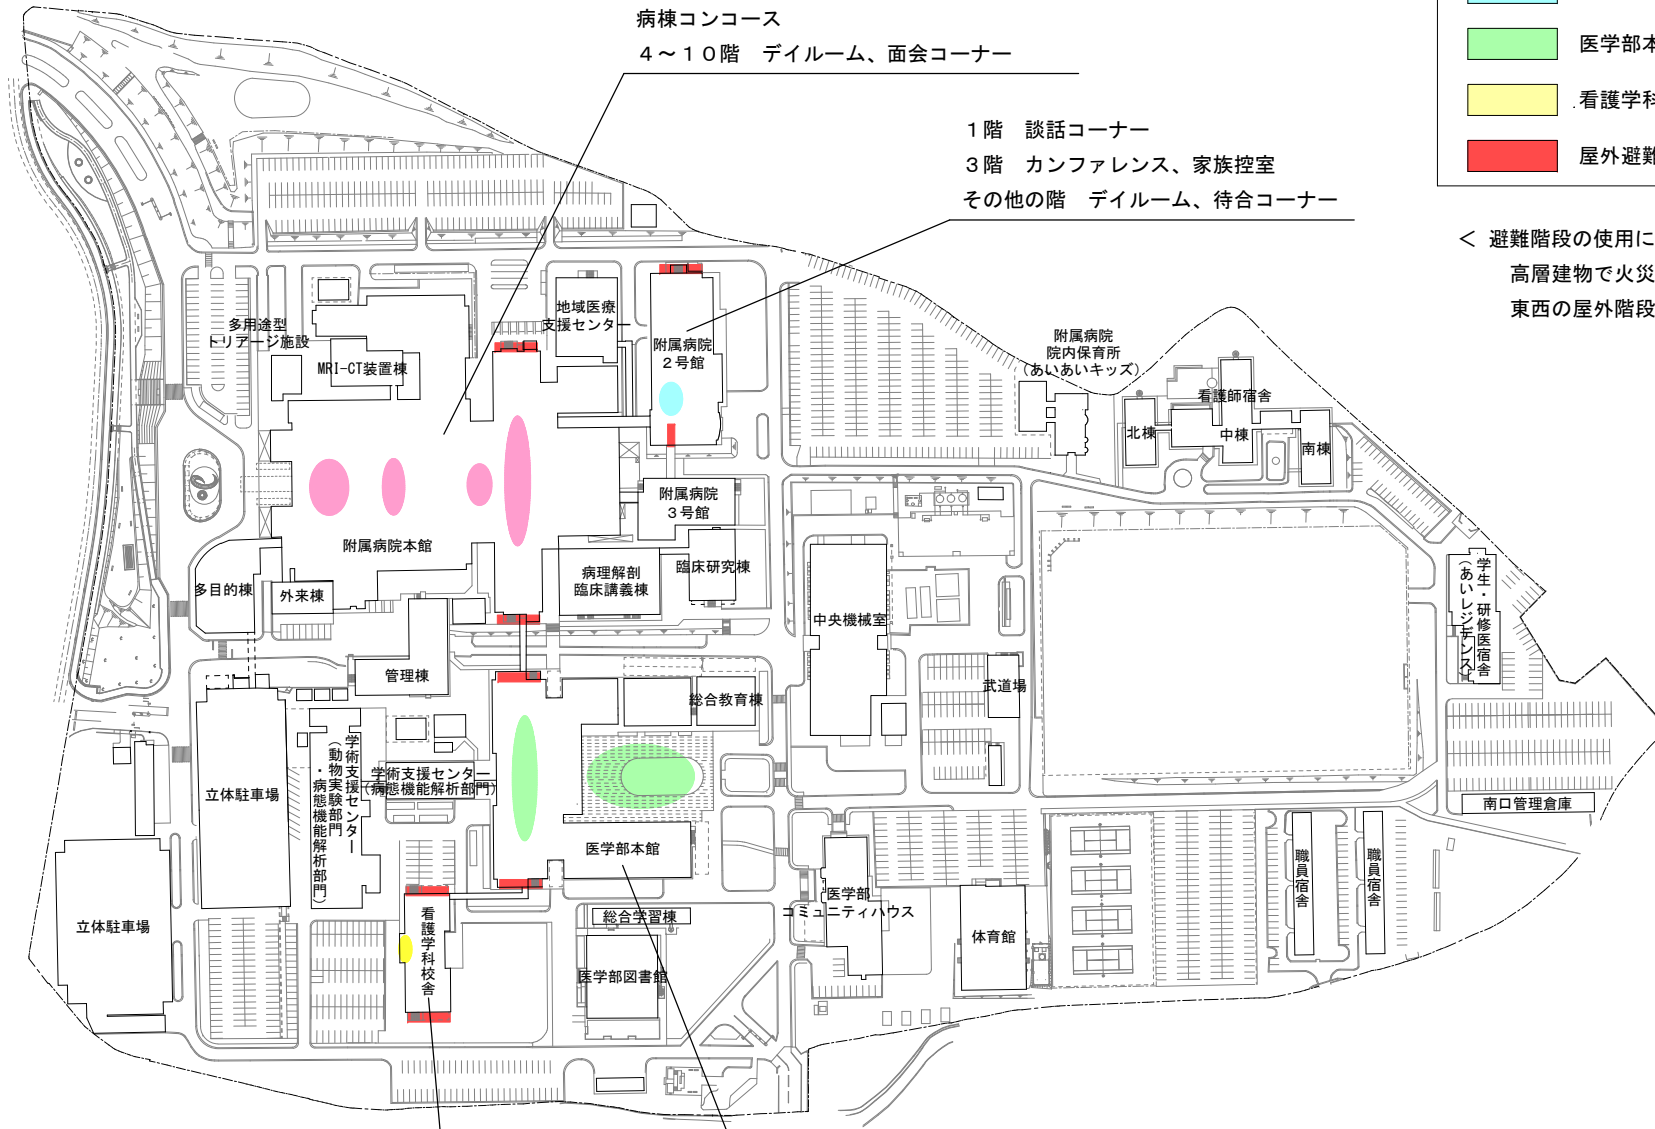 病棟コンコース
４～１０階　デイルーム、面会コーナー
１階　談話コーナー
３階　カンファレンス、家族控室
その他の階　デイルーム、待合コーナー
医学部本
.看護学科
屋外避難
＜ 避難階段の使用に
高層建物で火災
東西の屋外階段
多用途型
トリアージ施設
MRI-CT装置棟
地域医療
支援センター
附属病院
２号館
附属病院
院内保育所
（あいあいキッズ）
看護師宿舎
北棟
中棟
南棟
附属病院
３号館
附属病院本館
病理解剖
臨床講義棟
臨床研究棟
多目的棟
外来棟
管理棟
中央機械室
武道場
学生・研修医宿舎
（あいレジデンス）
総合教育棟
立体駐車場
学術支援センター
（動物実験部門
・病態機能解析部門）
学術支援センター
（病態機能解析部門）
医学部本館
南口管理倉庫
職員宿舎
職員宿舎
立体駐車場
看護学科校舎
総合学習棟
医学部図書館
医学部
コミュニティハウス
体育館